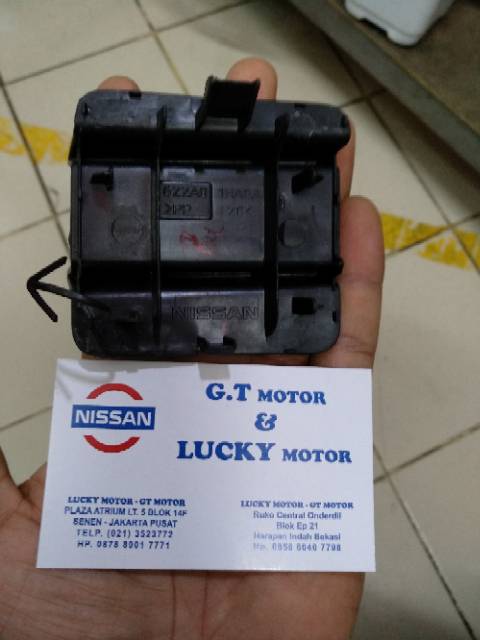 622A0
1HA0A
NISSAN
NISSAN
G.T MOTOR
&
LUCKY MOTOR
LUCKY MOTOR - GT MOTOR
PLAZA ATRIUM LT. 5 BLOK 14F
SENEN - JAKARTA PUSAT
TELP. (021) 3523772
HP. 0878 8001 7771
LUCKY MOTOR - GT MOTOR
Ruko Central Onderdil
Blok Ep 21
Harapan Indah Bekasi
Hp. 0856 6046 7798